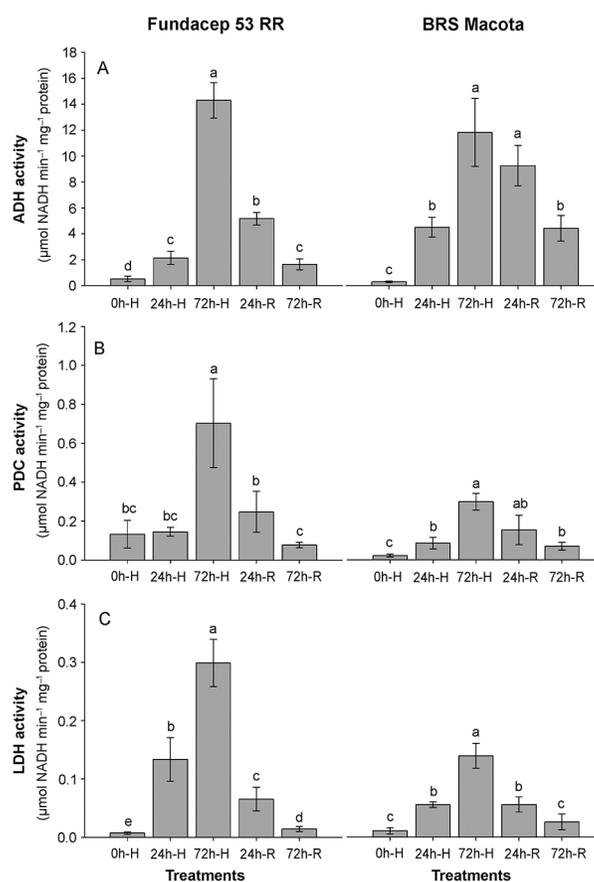 Fundacep 53 RR
BRS Macota
A
ADH activity
(µmol NADH min⁻¹ mg⁻¹ protein)
18
16
14
12
10
8
6
4
2
0
d
c
a
b
c
c
b
a
a
b
0h-H 24h-H 72h-H 24h-R 72h-R
0h-H 24h-H 72h-H 24h-R 72h-R
B
PDC activity
(µmol NADH min⁻¹ mg⁻¹ protein)
1.2
1.0
0.8
0.6
0.4
0.2
0.0
bc
bc
a
b
c
c
b
a
ab
b
0h-H 24h-H 72h-H 24h-R 72h-R
0h-H 24h-H 72h-H 24h-R 72h-R
C
LDH activity
(µmol NADH min⁻¹ mg⁻¹ protein)
0.4
0.3
0.2
0.1
0.0
e
b
a
c
d
c
b
a
b
c
0h-H 24h-H 72h-H 24h-R 72h-R
0h-H 24h-H 72h-H 24h-R 72h-R
Treatments
Treatments